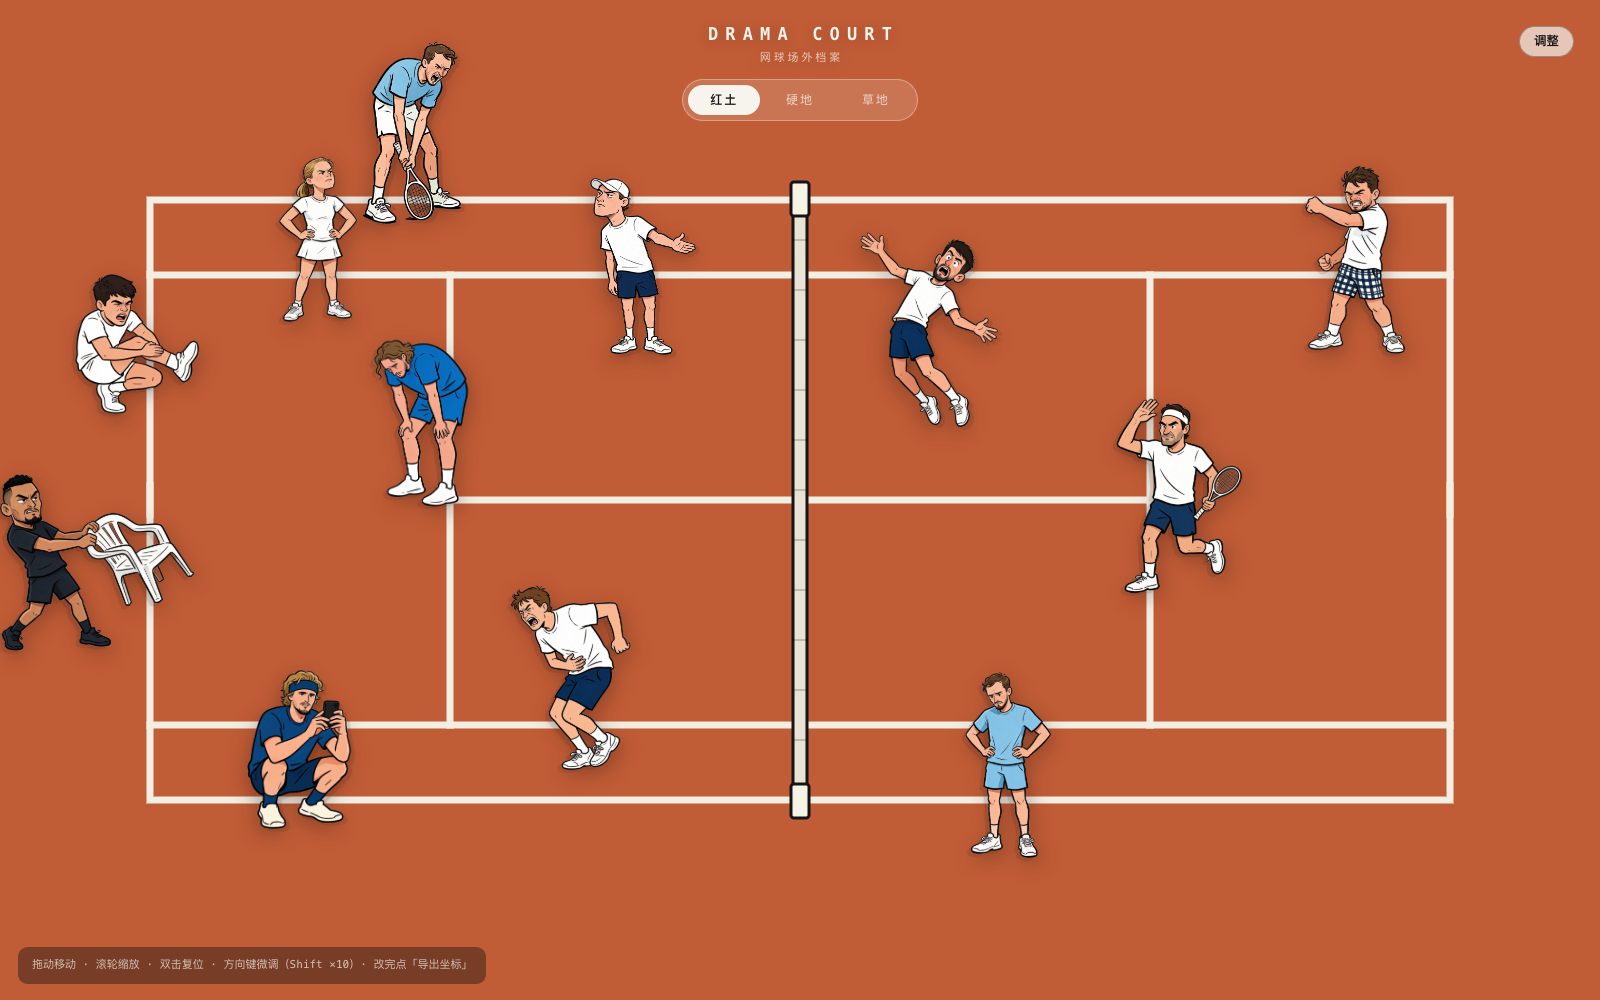 DRAMA COURT
网球场外档案
调整
红土
硬地
草地
拖动移动 · 滚轮缩放 · 双击复位 · 方向键微调 (Shift ×10) · 改完点「导出坐标」